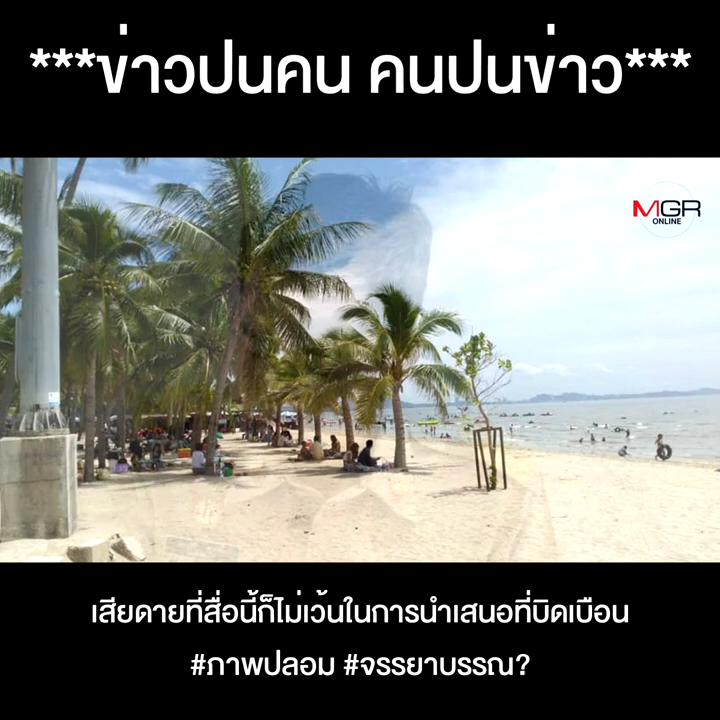 ***ข่าวปนคน คนปนข่าว***
MGR
ONLINE
เสียดายที่สื่อนี้ก็ไม่เว้นในการนำเสนอที่บิดเบือน
#ภาพปลอม #จรรยาบรรณ?